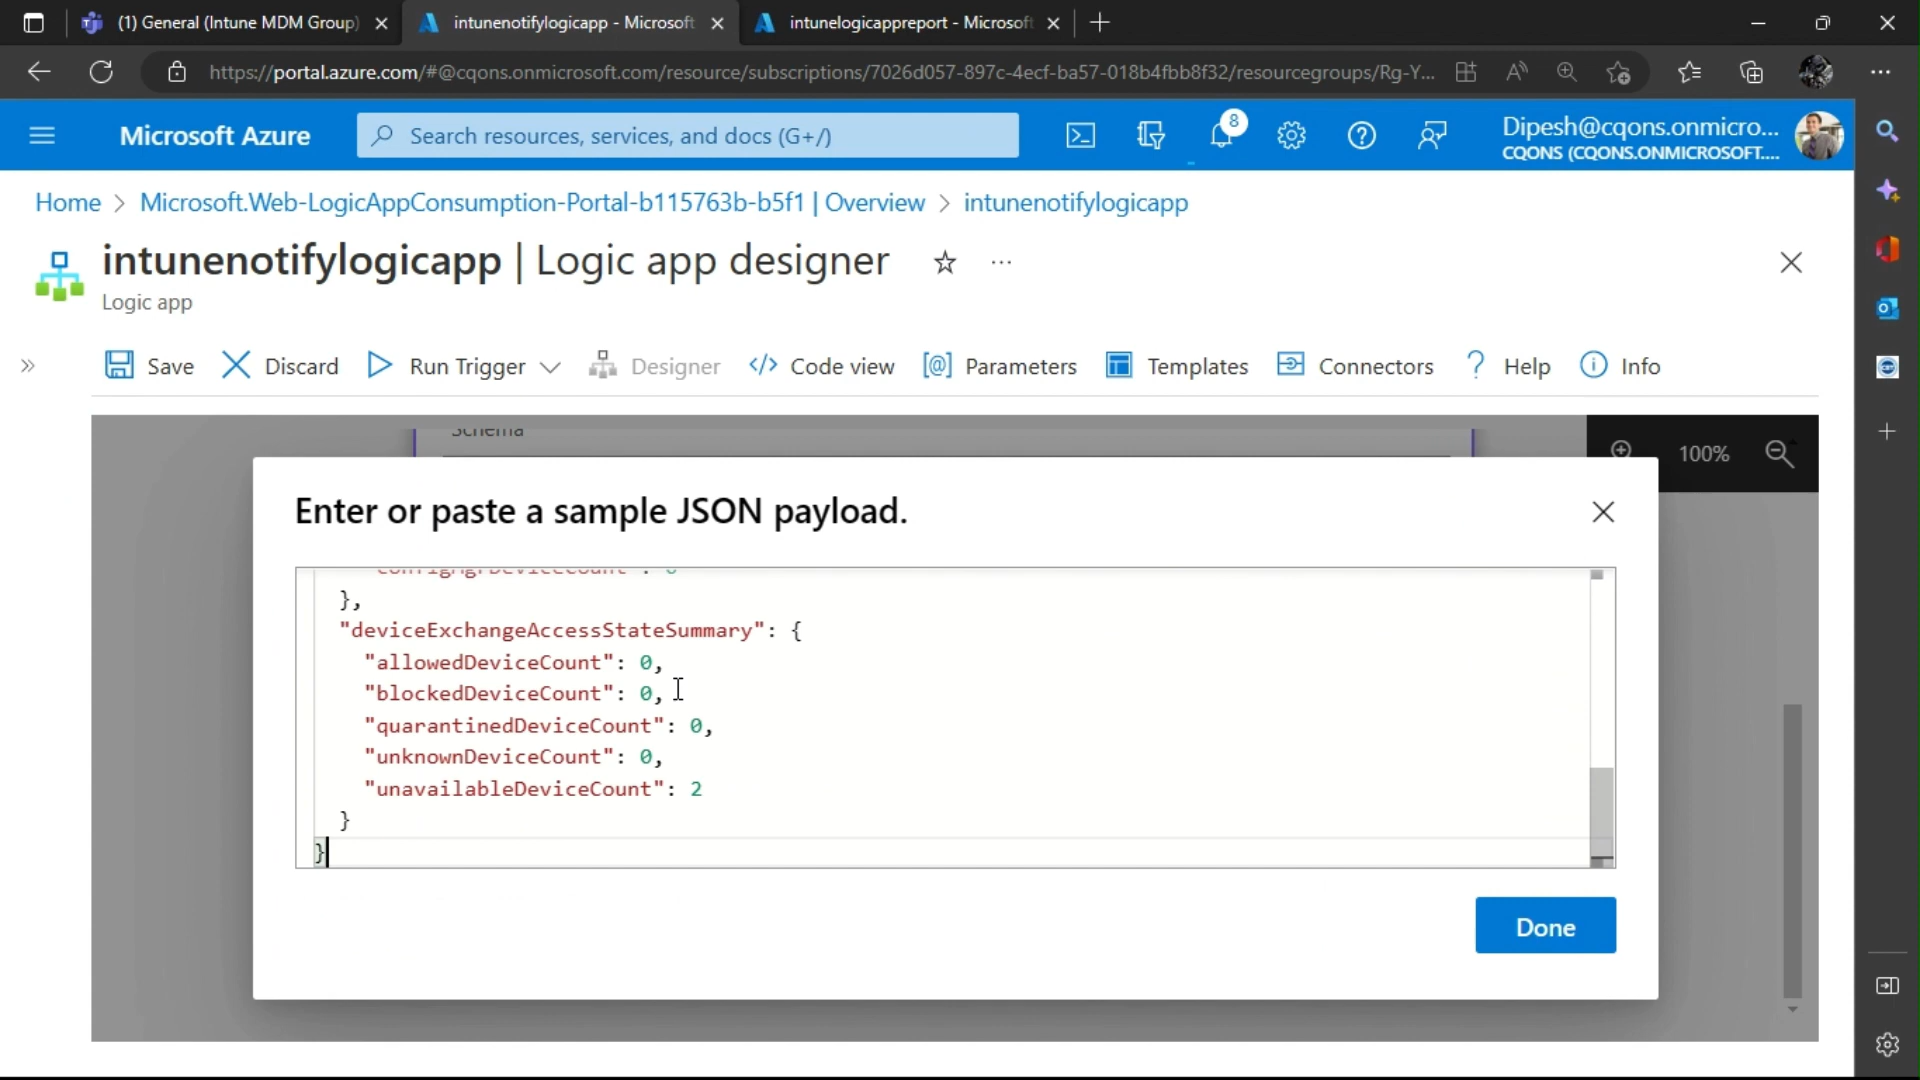 (1) General (Intune MDM Group)
intunenotifylogicapp - Microsoft
intunelogicappreport - Microsoft
https://portal.azure.com/#@cqons.onmicrosoft.com/resource/subscriptions/7026d057-897c-4ecf-ba57-018b4fbb8f32/resourcegroups/Rg-Y...
Microsoft Azure
Search resources, services, and docs (G+/)
8
Dipesh@cqons.onmicro...
CQONS (CQONS.ONMICROSOFT....
Home > Microsoft.Web-LogicAppConsumption-Portal-b115763b-b5f1 | Overview > intunenotifylogicapp
intunenotifylogicapp | Logic app designer
Logic app
Save
Discard
Run Trigger
Designer
Code view
Parameters
Templates
Connectors
Help
Info
Schema
100%
Enter or paste a sample JSON payload.
"configMgrDeviceCount": 0
},
"deviceExchangeAccessStateSummary": {
"allowedDeviceCount": 0,
"blockedDeviceCount": 0,
"quarantinedDeviceCount": 0,
"unknownDeviceCount": 0,
"unavailableDeviceCount": 2
}
}
Done